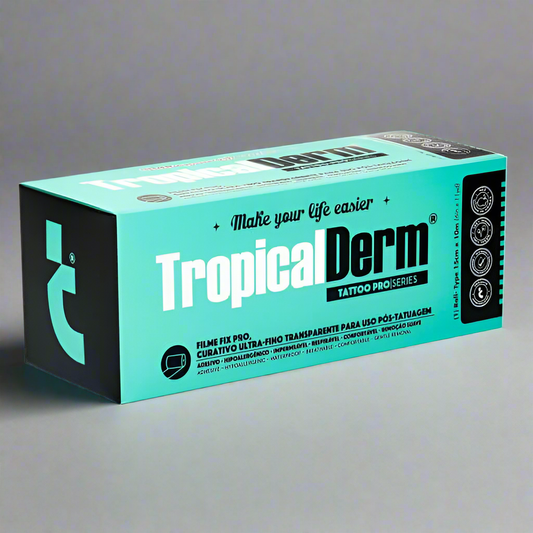 TropicalDerm
Make your life easier
TropicalDerm®
TATTOO PRO|SERIES
FILME FIX PRO,
CURATIVO ULTRA-FINO TRANSPARENTE PARA USO PÓS-TATUAGEM
ADESIVO • HIPOALERGÊNICO • IMPERMEÁVEL • RESPIRÁVEL • CONFORTÁVEL • REMOÇÃO SUAVE
ADHESIVE • HYPOALLERGENIC • WATERPROOF • BREATHABLE • COMFORTABLE • GENTLE REMOVAL
(1) Roll- Type 15cm x 10m